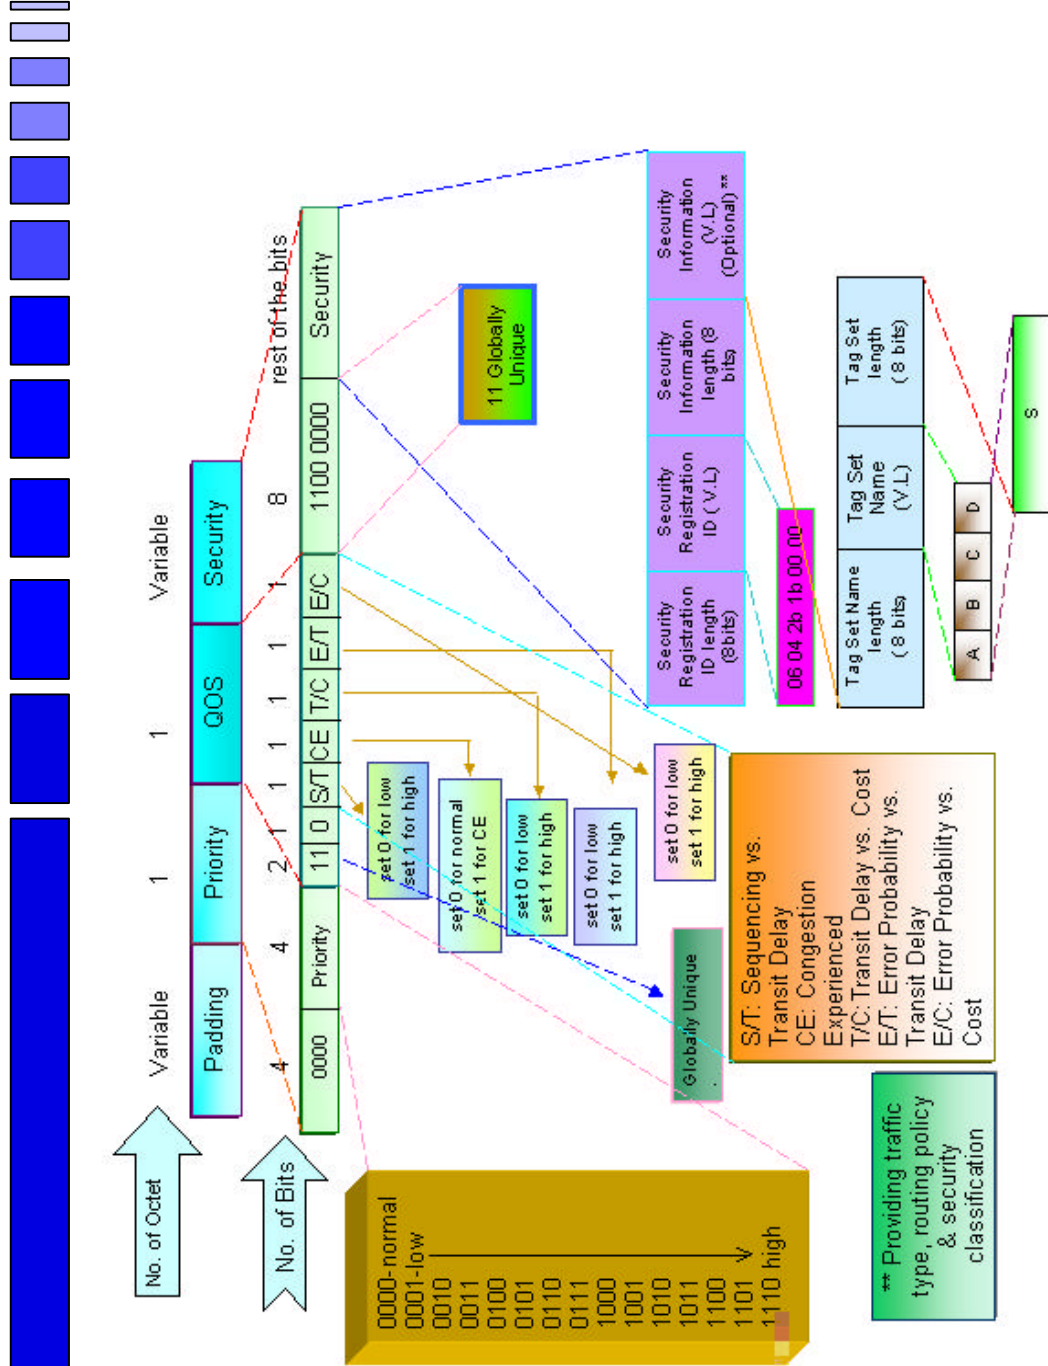 No. of Octet
Variable
1
1
Variable
Padding
Priority
QOS
Security
No. of Bits
4
4
2
1
1
1
1
1
1
8
rest of the bits
0000
Priority
11
0
S/T
CE
T/C
E/T
E/C
1100 0000
Security
0000-normal
0001-low
0010
0011
0100
0101
0110
0111
1000
1001
1010
1011
1100
1101
1110 high
set 0 for low
set 1 for high
set 0 for normal
set 1 for CE
set 0 for low
set 1 for high
set 0 for low
set 1 for high
set 0 for low
set 1 for high
11 Globally
Unique
Globally Unique
.
Security
Registration
ID length
(8bits)
Security
Registration
ID ( V.L)
Security
Information
length (8
bits)
Security
Information
(V.L)
(Optional) **
06 04 2b 1b 00 00
S/T: Sequencing vs.
Transit Delay
CE: Congestion
Experienced
T/C:Transit Delay vs. Cost
E/T: Error Probability vs.
Transit Delay
E/C: Error Probability vs.
Cost
Tag Set Name
length
( 8 bits)
Tag Set
Name
(V.L)
Tag Set
length
( 8 bits)
** Providing traffic
type, routing policy
& security
classification
A
B
C
D
S